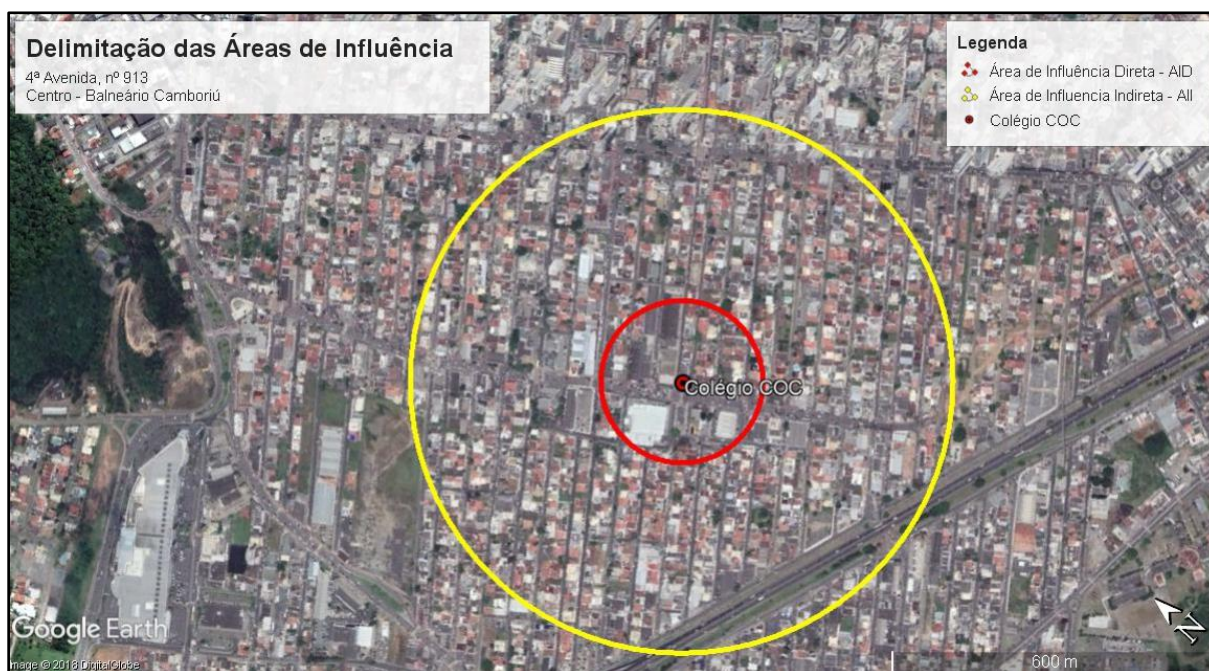 Delimitação das Áreas de Influência
4ª Avenida, nº 913
Centro - Balneário Camboriú
Legenda
Área de Influência Direta - AID
Área de Influencia Indireta - AII
Colégio COC
Colégio COC
Google Earth
Image © 2018 DigitalGlobe
600 m
N